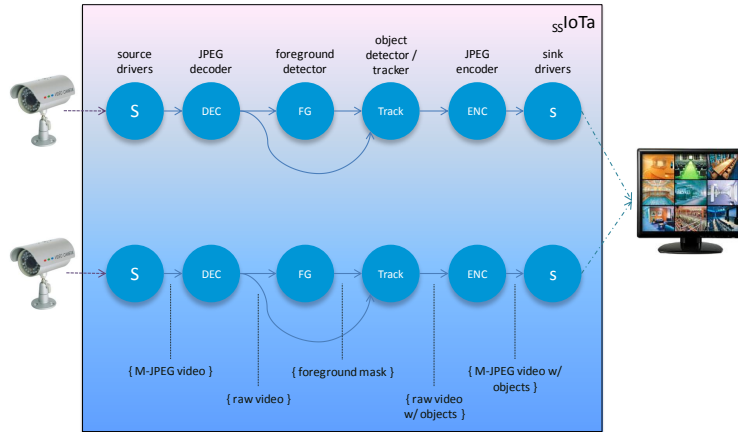 SSIoTa
source
drivers
JPEG
decoder
foreground
detector
object
detector /
tracker
JPEG
encoder
sink
drivers
S
DEC
FG
Track
ENC
s
S
DEC
FG
Track
ENC
s
{ M-JPEG video }
{ raw video }
{ foreground mask }
{ raw video
w/ objects }
{ M-JPEG video w/
objects }